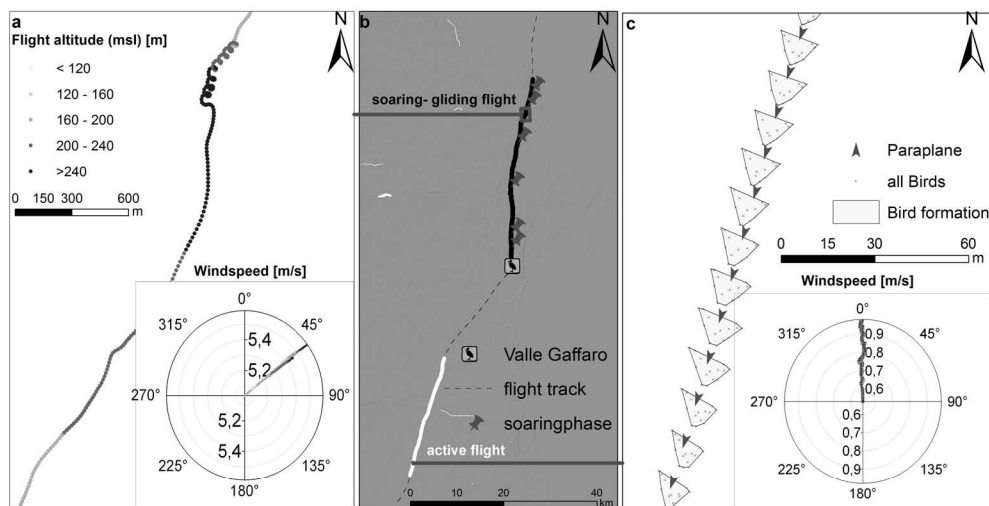 a
N
Flight altitude (msl) [m]
< 120
120 - 160
160 - 200
200 - 240
>240
0 150 300 600
m
Windspeed [m/s]
0°
315° 45°
5,4
5,2
270° 90°
5,2
5,4
225° 135°
180°
b
N
soaring- gliding flight
Valle Gaffaro
flight track
soaringphase
active flight
0 10 20 40
km
c
N
Paraplane
all Birds
Bird formation
0 15 30 60
m
Windspeed [m/s]
0°
315° 45°
0,9
0,8
0,7
0,6
270° 90°
0,6
0,7
0,8
0,9
225° 135°
180°